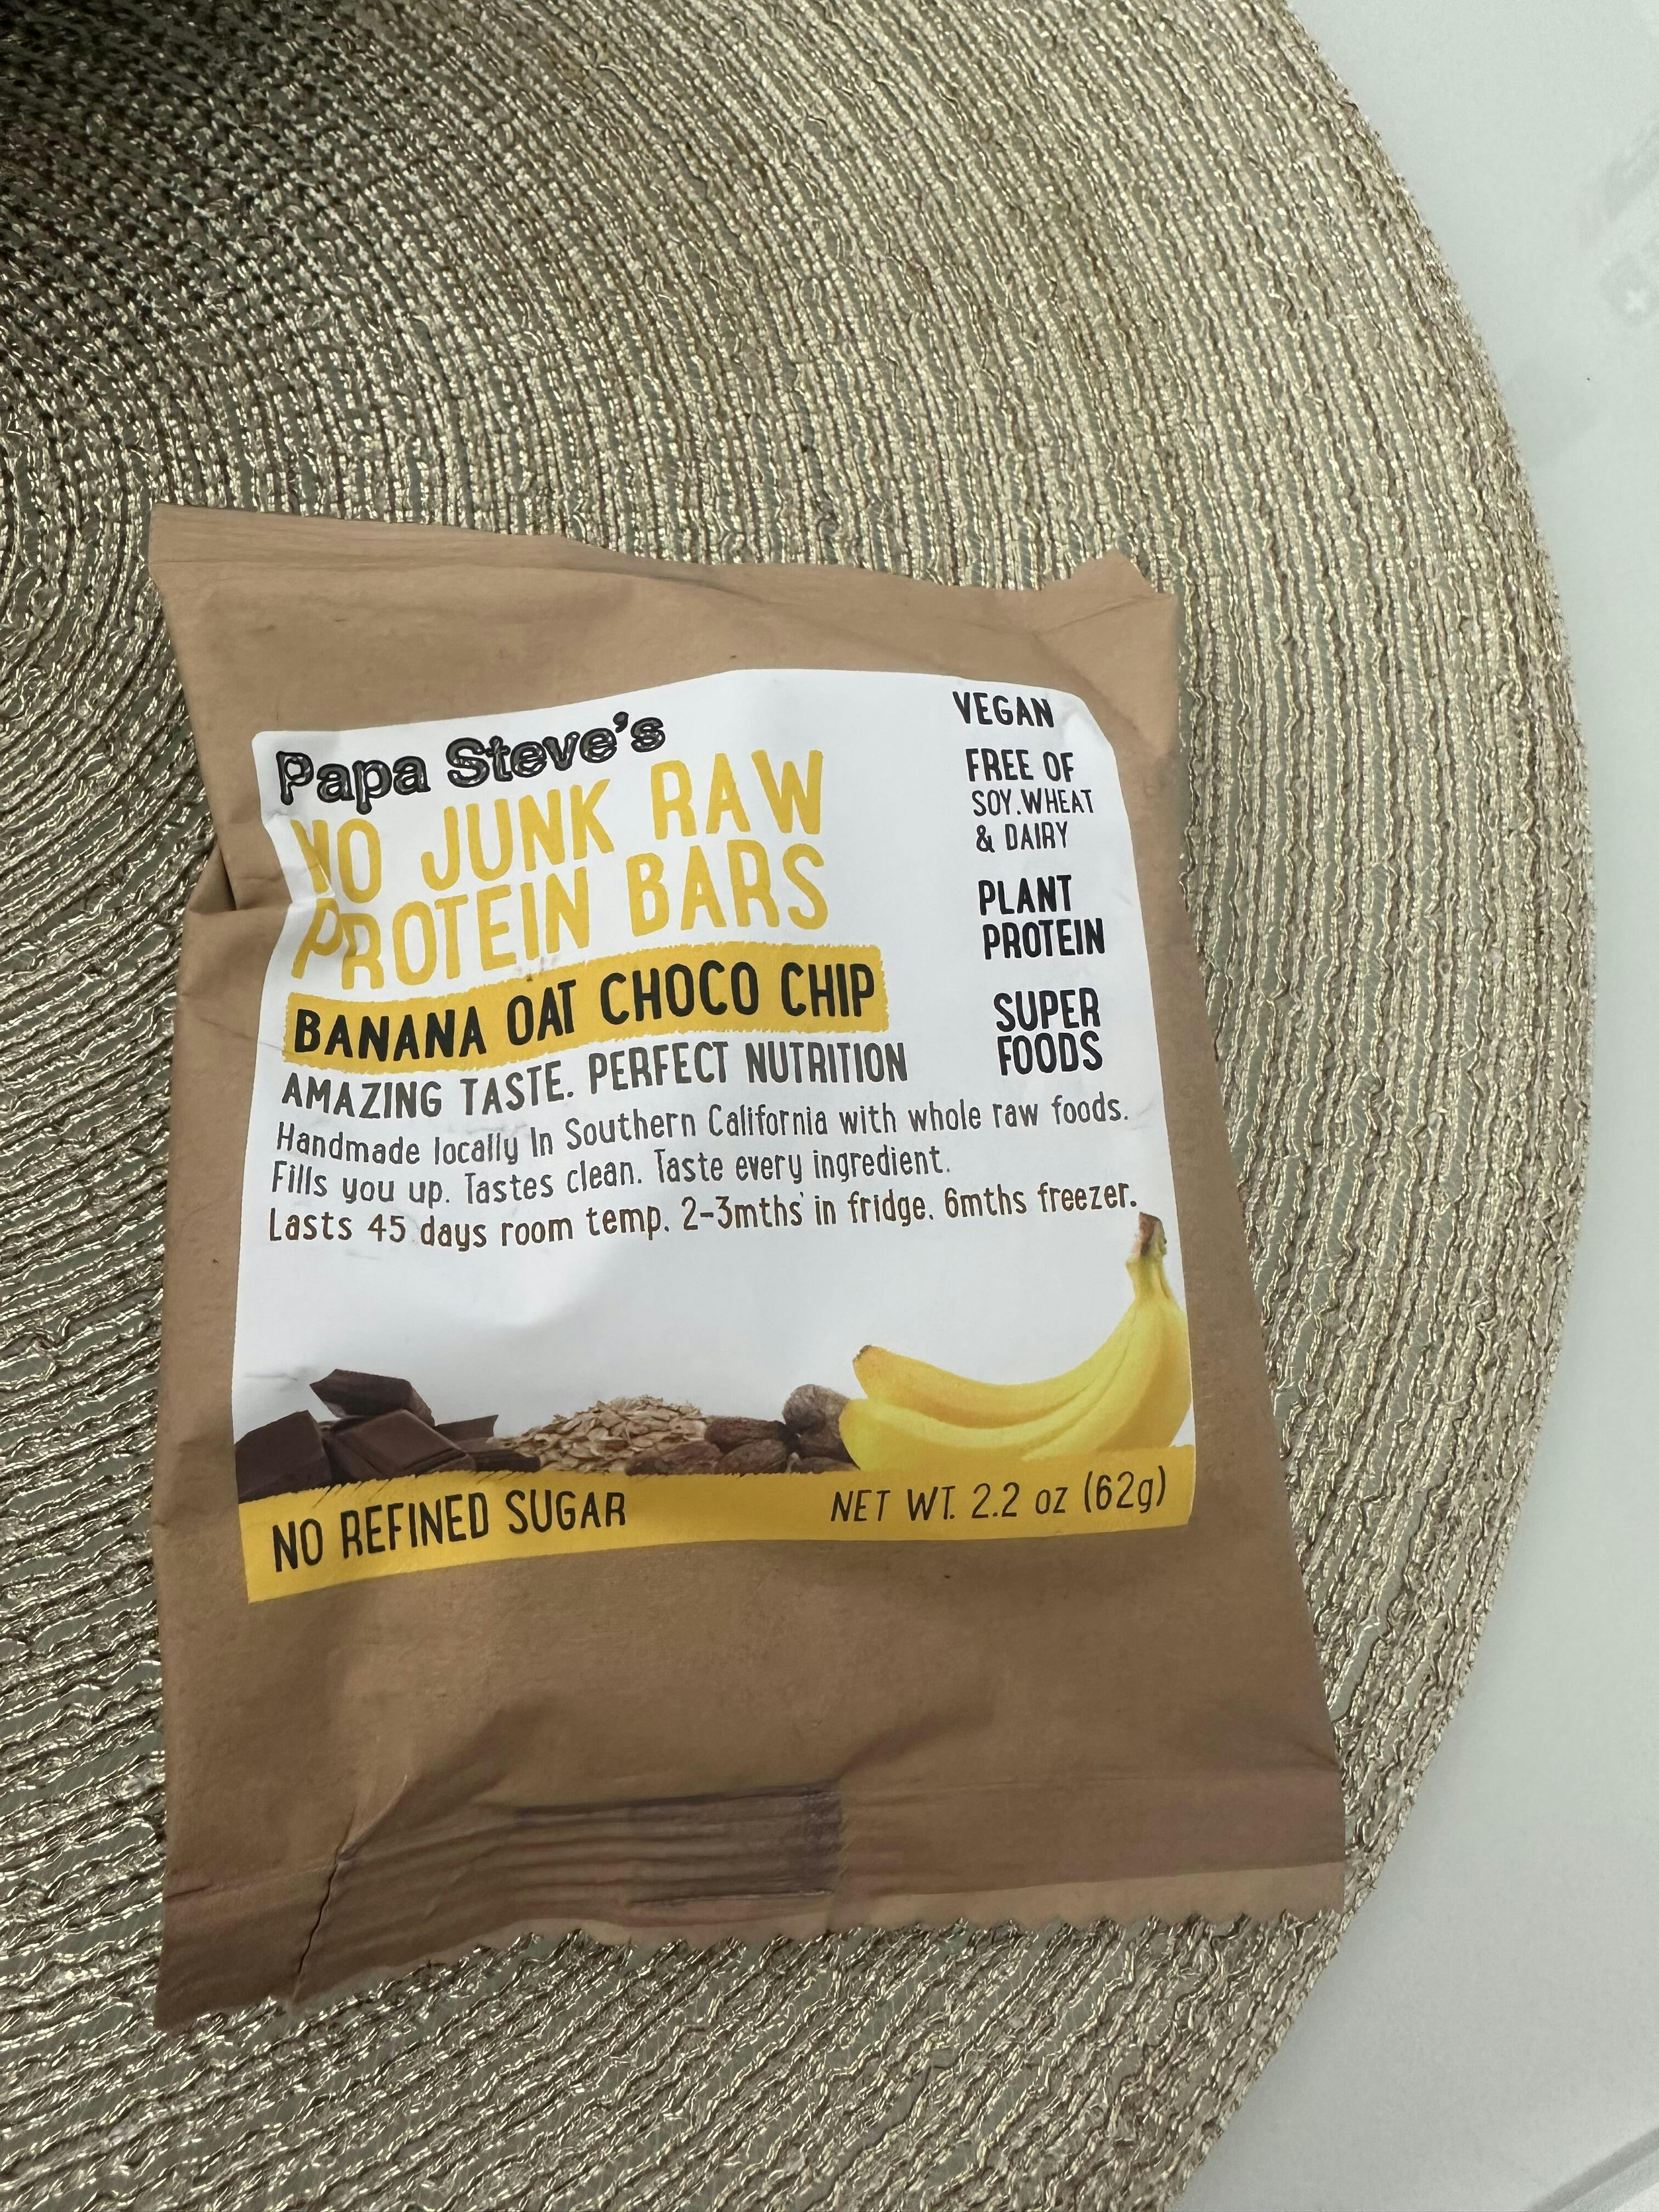 Papa Steve's
NO JUNK RAW
PROTEIN BARS
BANANA OAT CHOCO CHIP
AMAZING TASTE. PERFECT NUTRITION
Handmade locally In Southern California with whole raw foods.
Fills you up. Tastes clean. Taste every ingredient.
Lasts 45 days room temp. 2-3mths' in fridge. 6mths freezer.
VEGAN
FREE OF
SOY.WHEAT
& DAIRY
PLANT
PROTEIN
SUPER
FOODS
NO REFINED SUGAR
NET WT. 2.2 oz (62g)